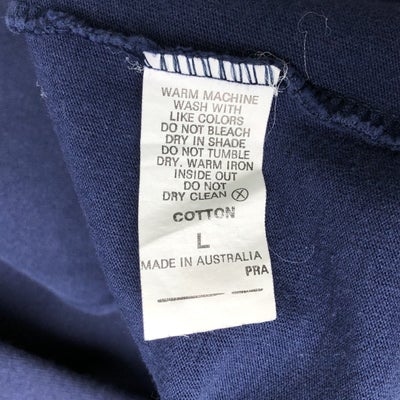 WARM MACHINE
WASH WITH
LIKE COLORS
DO NOT BLEACH
DRY IN SHADE
DO NOT TUMBLE
DRY. WARM IRON
INSIDE OUT
DO NOT
DRY CLEAN ⓧ
COTTON
L
MADE IN AUSTRALIA
PRA